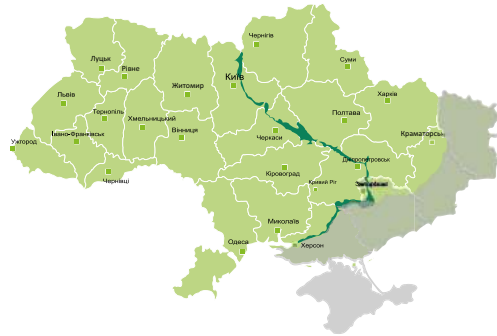 Чернігів
Луцьк
Рівне
Суми
Київ
Житомир
Львів
Харків
Тернопіль
Хмельницький
Полтава
Вінниця
Черкаси
Івано-Франківськ
Ужгород
Краматорськ
Дніпропетровськ
Чернівці
Кіровоград
Кривий Ріг
Миколаїв
Одеса
Херсон